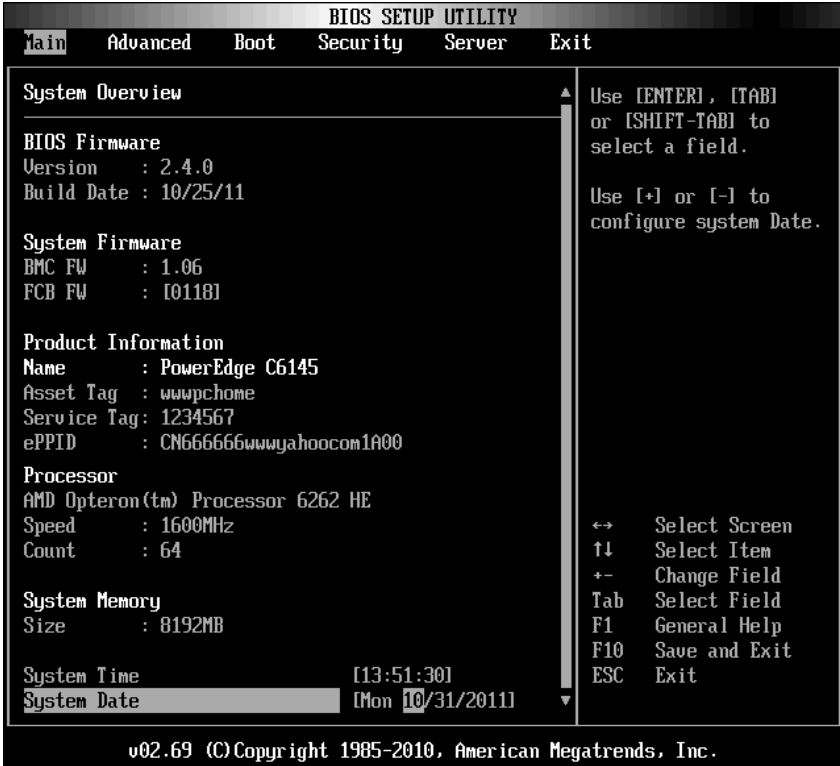 BIOS SETUP UTILITY
Main Advanced Boot Security Server Exit
System Overview
BIOS Firmware
Version : 2.4.0
Build Date : 10/25/11
System Firmware
BMC FW : 1.06
FCB FW : [0118]
Product Information
Name : PowerEdge C6145
Asset Tag : wwwpchome
Service Tag: 1234567
ePPID : CN666666wwwyahoocom1A00
Processor
AMD Opteron(tm) Processor 6262 HE
Speed : 1600MHz
Count : 64
System Memory
Size : 8192MB
System Time [13:51:30]
System Date [Mon 10/31/2011]
Use [ENTER], [TAB]
or [SHIFT-TAB] to
select a field.
Use [+] or [-] to
configure system Date.
↔ Select Screen
↑↓ Select Item
+- Change Field
Tab Select Field
F1 General Help
F10 Save and Exit
ESC Exit
v02.69 (C)Copyright 1985-2010, American Megatrends, Inc.